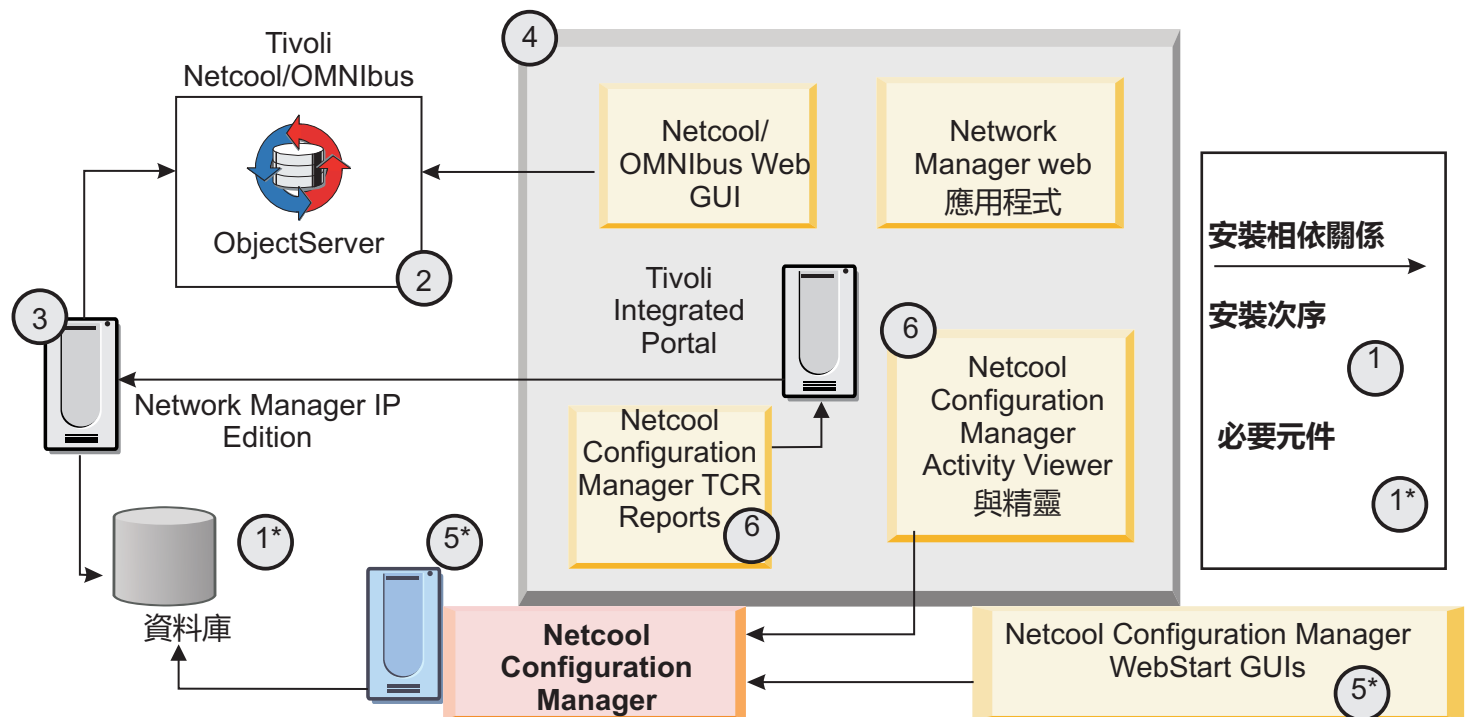 Tivoli
Netcool/OMNIbus
ObjectServer
2
3
Network Manager IP
Edition
1*
資料庫
4
Netcool/
OMNIbus Web
GUI
Network
Manager web
應用程式
Tivoli
Integrated
Portal
6
Netcool
Configuration
Manager
Activity Viewer
與精靈
Netcool
Configuration
Manager TCR
Reports
6
5*
Netcool
Configuration
Manager
Netcool Configuration Manager
WebStart GUIs
5*
安裝相依關係
安裝次序
1
必要元件
1*